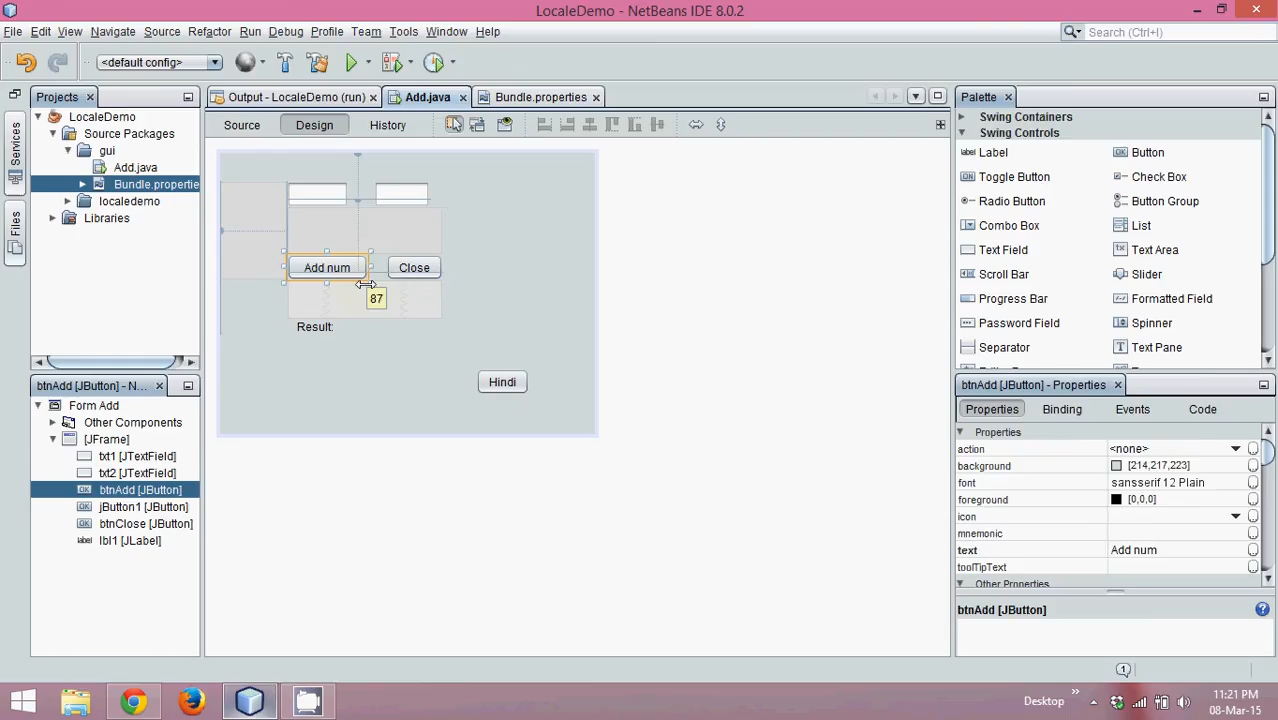 LocaleDemo - NetBeans IDE 8.0.2
File Edit View Navigate Source Refactor Run Debug Profile Team Tools Window Help
Search (Ctrl+I)
<default config>
Projects
Output - LocaleDemo (run) Add.java Bundle.properties
Palette
Services
Files
LocaleDemo
Source Packages
gui
Add.java
Bundle.propertie
localedemo
Libraries
Source Design History
Add num Close
87
Result:
Hindi
Swing Containers
Swing Controls
Label Button
Toggle Button Check Box
Radio Button Button Group
Combo Box List
Text Field Text Area
Scroll Bar Slider
Progress Bar Formatted Field
Password Field Spinner
Separator Text Pane
btnAdd [JButton] - N...
Form Add
Other Components
[JFrame]
txt1 [JTextField]
txt2 [JTextField]
btnAdd [JButton]
jButton1 [JButton]
btnClose [JButton]
lbl1 [JLabel]
btnAdd [JButton] - Properties
Properties Binding Events Code
Properties
action <none>
background [214,217,223]
font sansserif 12 Plain
foreground [0,0,0]
icon
mnemonic
text Add num
toolTipText
Other Properties
btnAdd [JButton]
1
Desktop
11:21 PM
08-Mar-15